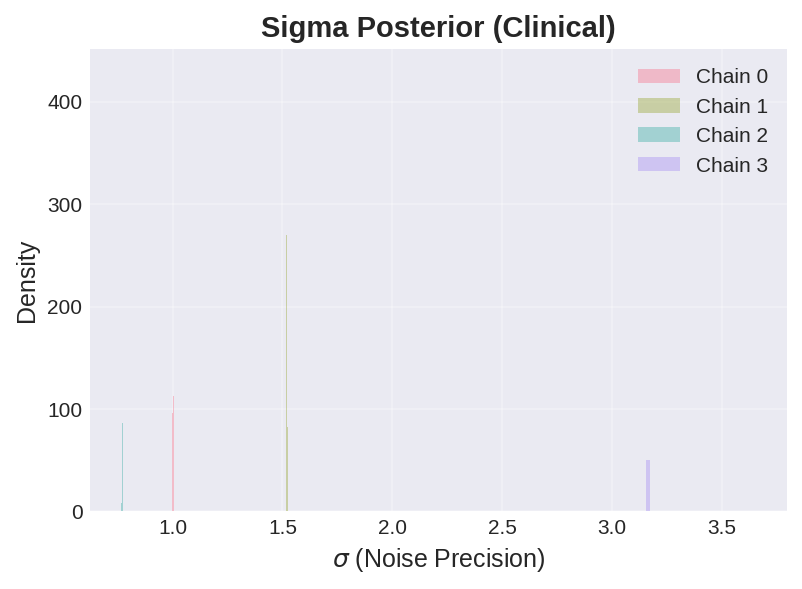 Sigma Posterior (Clinical)
Chain 0
Chain 1
Chain 2
Chain 3
400
300
200
100
0
Density
1.0 1.5 2.0 2.5 3.0 3.5
σ (Noise Precision)